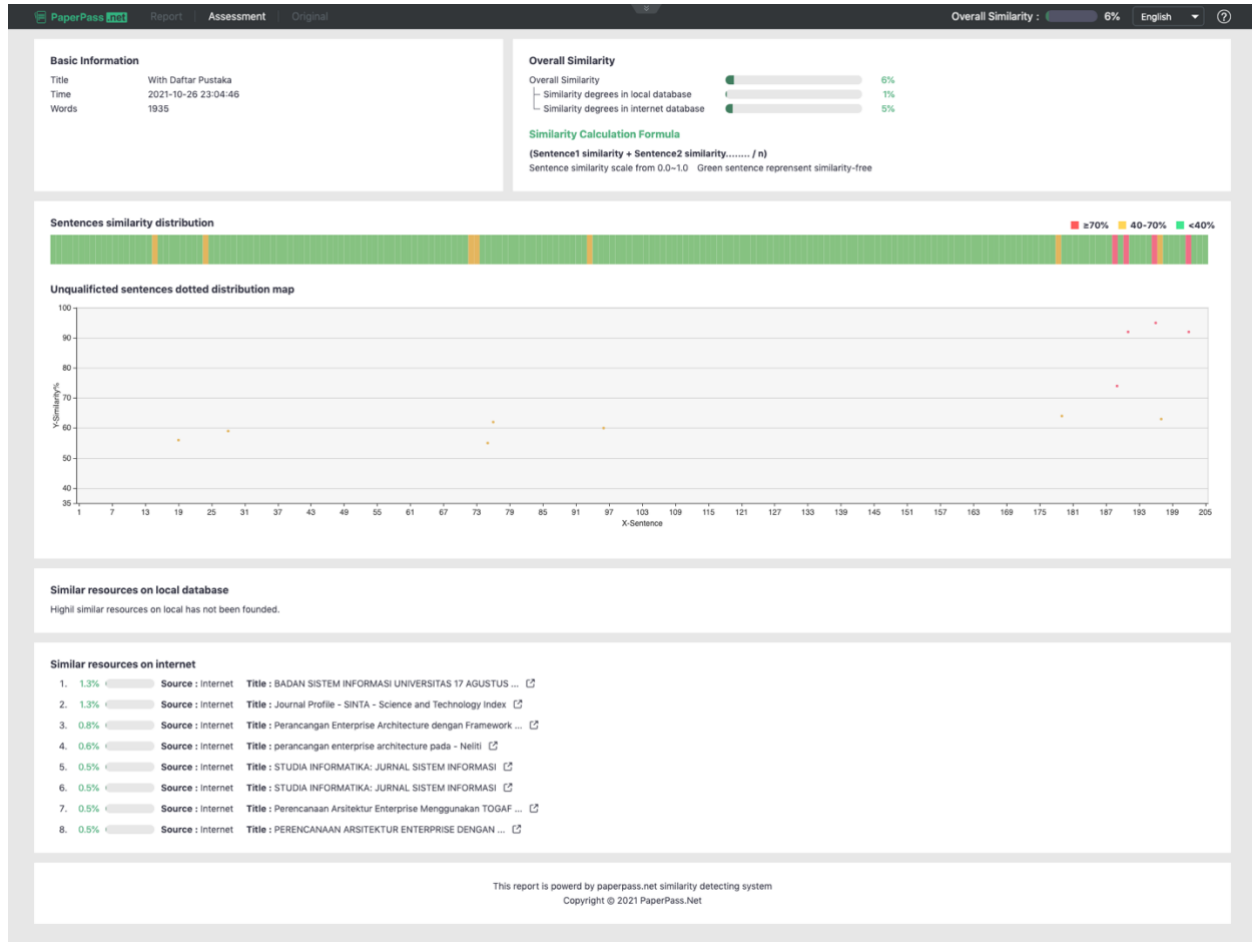 PaperPass .net Report Assessment Original Overall Similarity : 6% English
Basic Information
Title With Daftar Pustaka
Time 2021-10-26 23:04:46
Words 1935
Overall Similarity
Overall Similarity 6%
Similarity degrees in local database 1%
Similarity degrees in internet database 5%
Similarity Calculation Formula
(Sentence1 similarity + Sentence2 similarity........ / n)
Sentence similarity scale from 0.0~1.0 Green sentence reprensent similarity-free
Sentences similarity distribution ≥70% 40-70% <40%
Unqualificted sentences dotted distribution map
100
90
80
70
60
50
40
35
Y-Similarity%
1 7 13 19 25 31 37 43 49 55 61 67 73 79 85 91 97 103 109 115 121 127 133 139 145 151 157 163 169 175 181 187 193 199 205
X-Sentence
Similar resources on local database
Highil similar resources on local has not been founded.
Similar resources on internet
1. 1.3% Source : Internet Title : BADAN SISTEM INFORMASI UNIVERSITAS 17 AGUSTUS ...
2. 1.3% Source : Internet Title : Journal Profile - SINTA - Science and Technology Index
3. 0.8% Source : Internet Title : Perancangan Enterprise Architecture dengan Framework ...
4. 0.6% Source : Internet Title : perancangan enterprise architecture pada - Neliti
5. 0.5% Source : Internet Title : STUDIA INFORMATIKA: JURNAL SISTEM INFORMASI
6. 0.5% Source : Internet Title : STUDIA INFORMATIKA: JURNAL SISTEM INFORMASI
7. 0.5% Source : Internet Title : Perencanaan Arsitektur Enterprise Menggunakan TOGAF ...
8. 0.5% Source : Internet Title : PERENCANAAN ARSITEKTUR ENTERPRISE DENGAN ...
This report is powerd by paperpass.net similarity detecting system
Copyright © 2021 PaperPass.Net